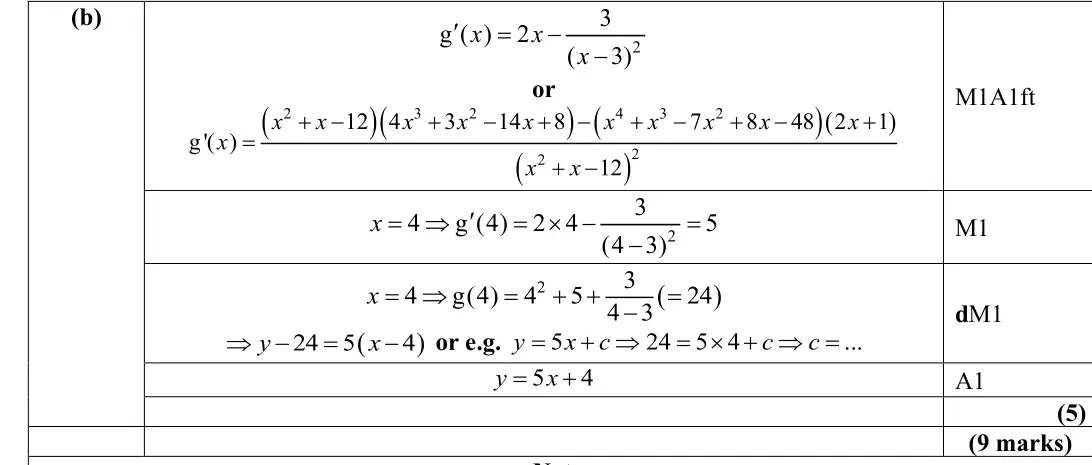 (b)
g′(x) = 2x − 3/(x − 3)²
or
g'(x) = ((x² + x − 12)(4x³ + 3x² − 14x + 8) − (x⁴ + x³ − 7x² + 8x − 48)(2x + 1))/(x² + x − 12)²
M1A1ft
x = 4 ⇒ g′(4) = 2 × 4 − 3/(4 − 3)² = 5
M1
x = 4 ⇒ g(4) = 4² + 5 + 3/(4 − 3) (= 24)
⇒ y − 24 = 5(x − 4) or e.g. y = 5x + c ⇒ 24 = 5 × 4 + c ⇒ c = ...
dM1
y = 5x + 4
A1
(5)
(9 marks)